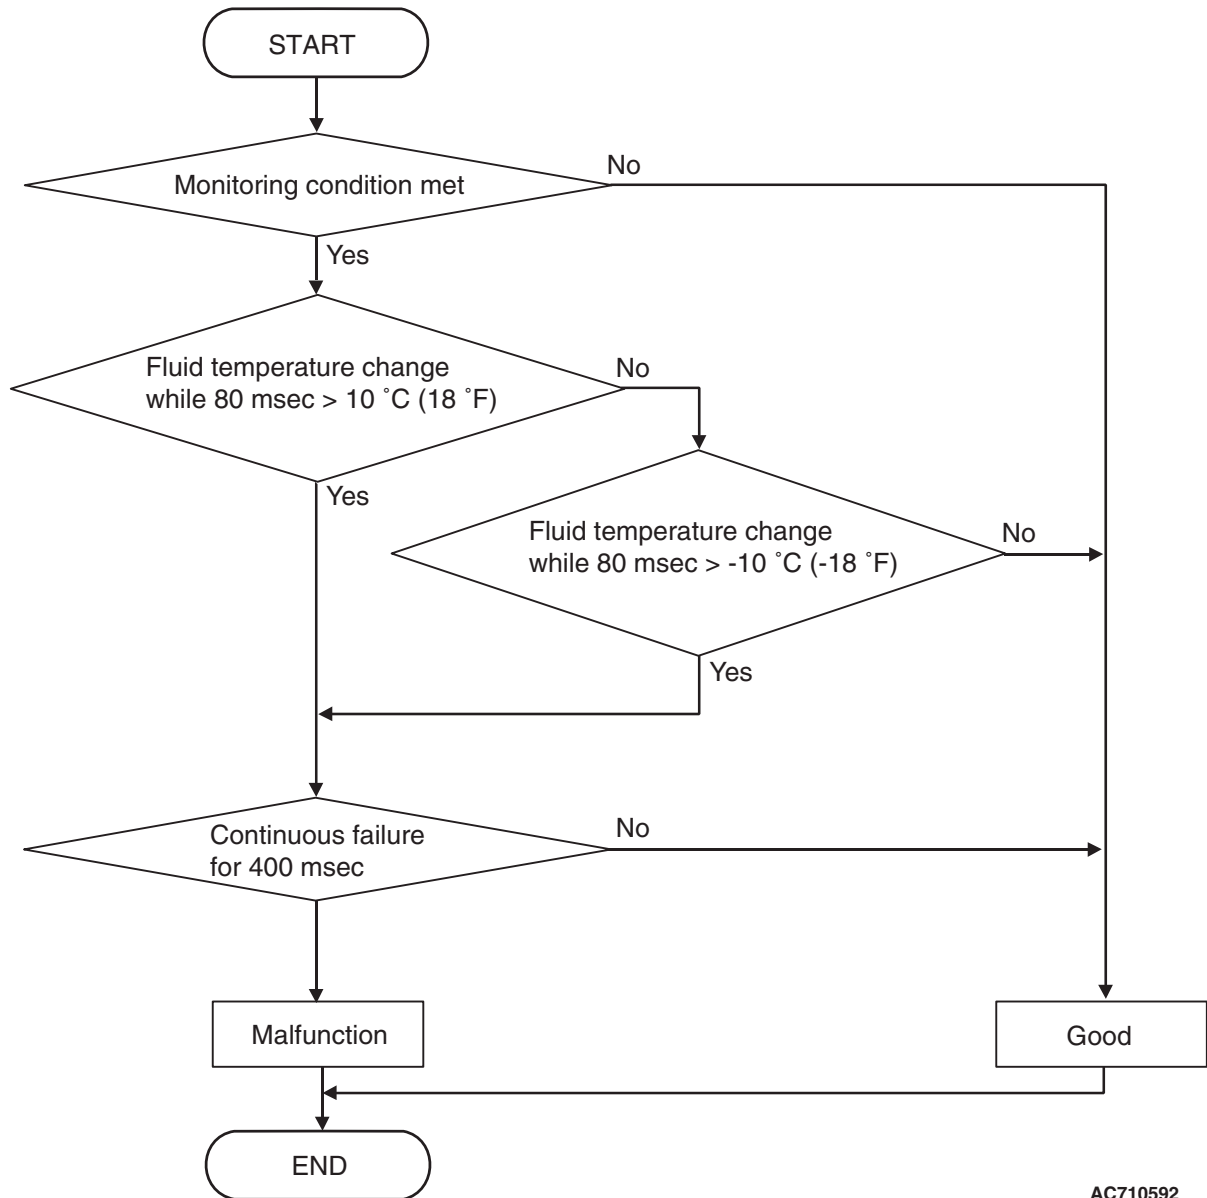 START
Monitoring condition met
No
Yes
Fluid temperature change
while 80 msec > 10 ˚C (18 ˚F)
No
Yes
Fluid temperature change
while 80 msec > -10 ˚C (-18 ˚F)
No
Yes
Continuous failure
for 400 msec
No
Malfunction
Good
END
AC710592